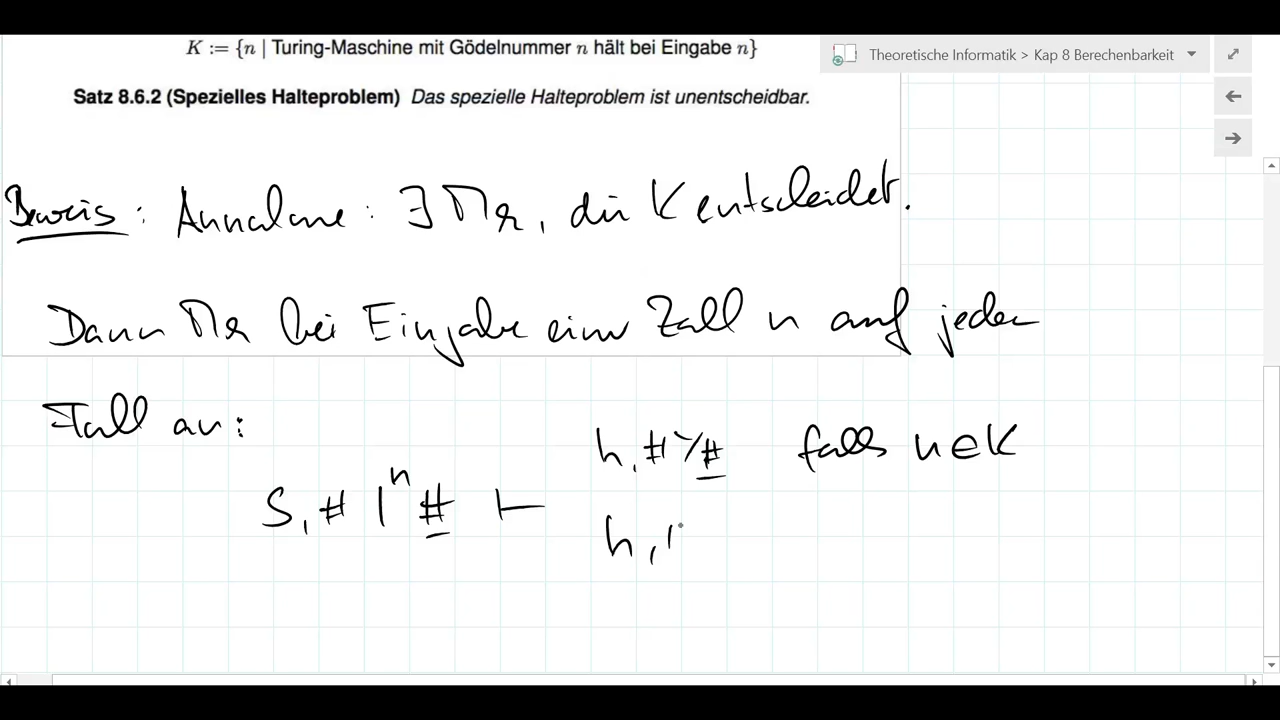 K := {n | Turing-Maschine mit Gödelnummer n hält bei Eingabe n}
Theoretische Informatik > Kap 8 Berechenbarkeit
Satz 8.6.2 (Spezielles Halteproblem) Das spezielle Halteproblem ist unentscheidbar.
Beweis: Annahme: ∃ , die K entscheidet.
Dann bei Eingabe einer Zahl n auf jeden
Fall an:
h, #Y# falls n∈K
s, # |ⁿ # ⊢
h,